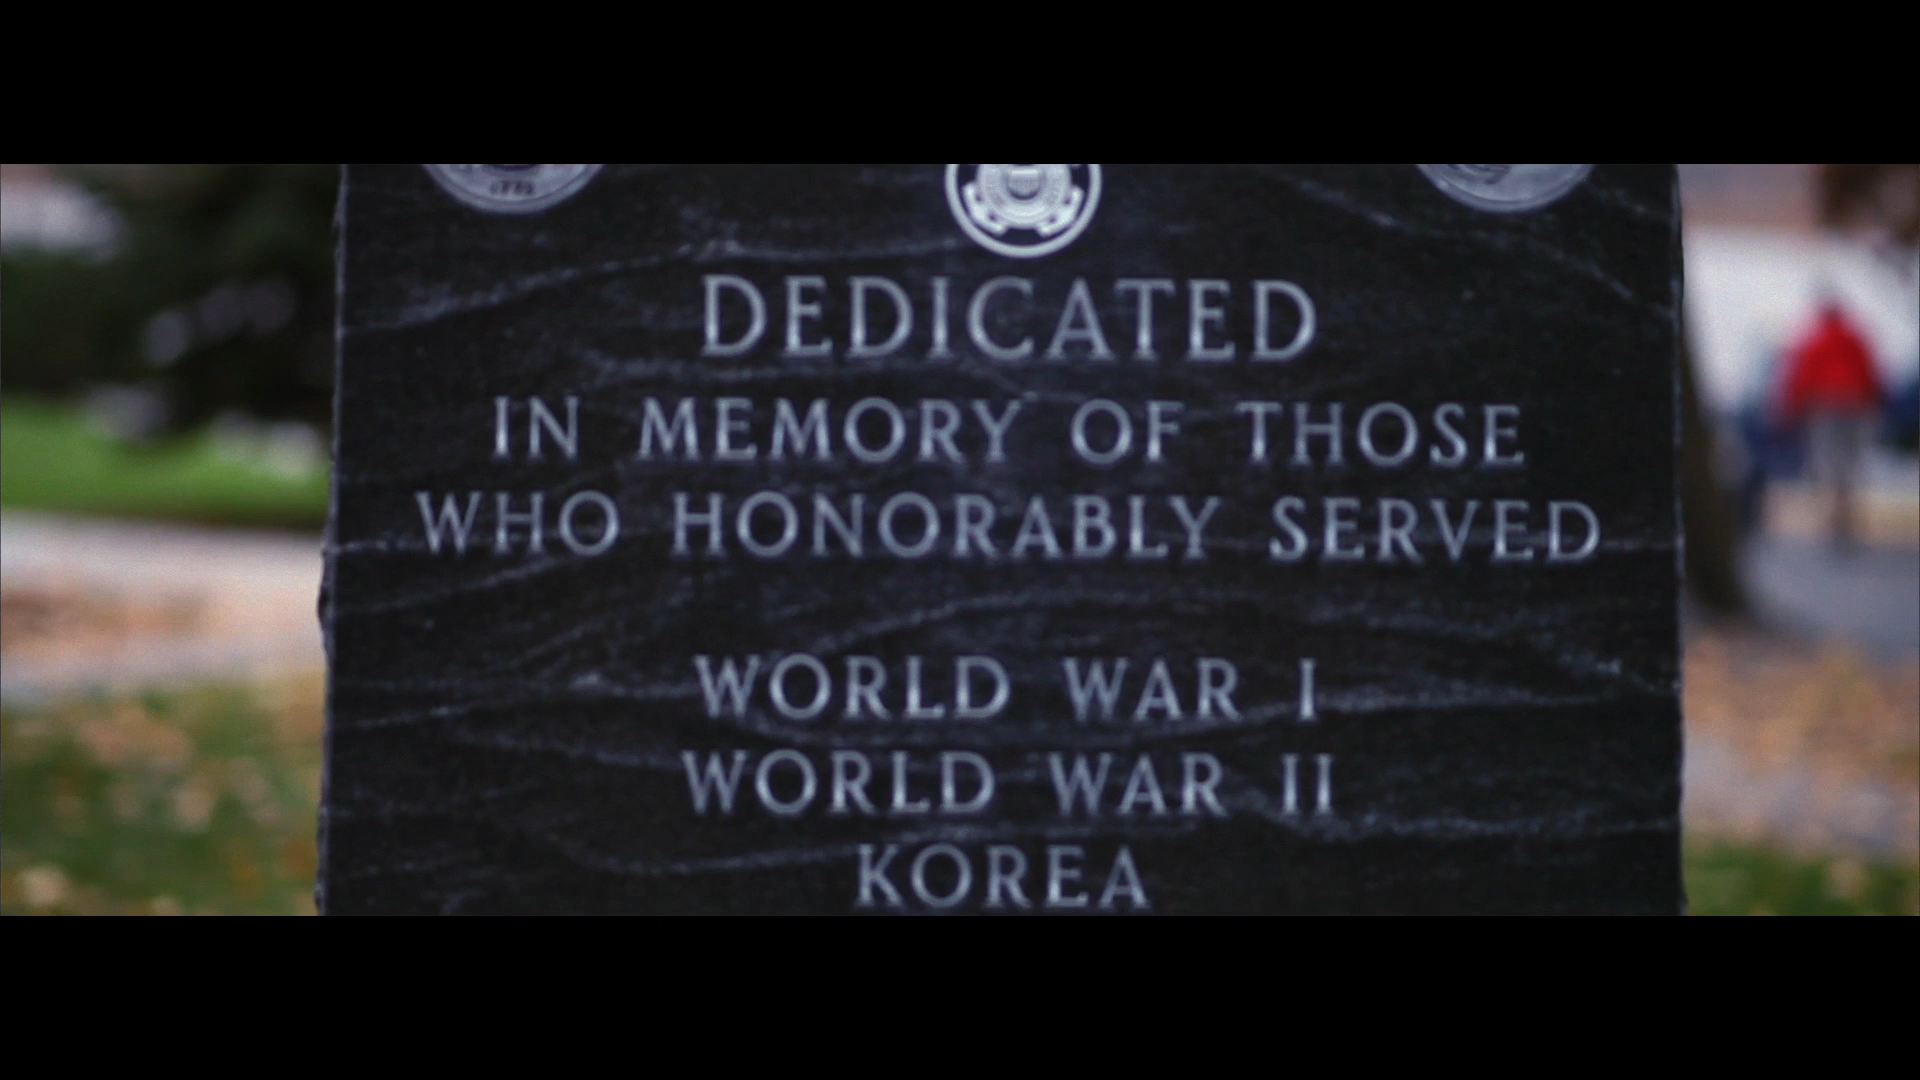 DEDICATED
IN MEMORY OF THOSE
WHO HONORABLY SERVED
WORLD WAR I
WORLD WAR II
KOREA